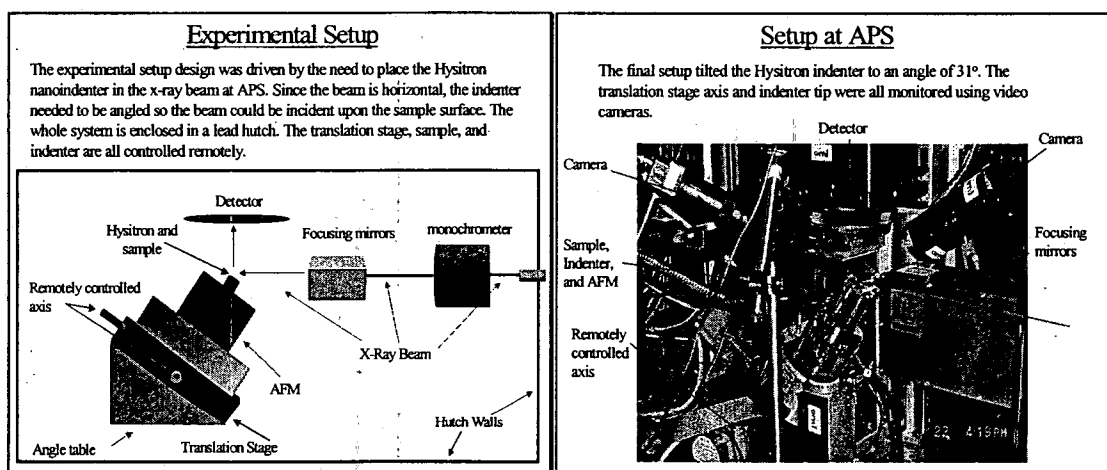 Experimental Setup
The experimental setup design was driven by the need to place the Hysitron
nanoindenter in the x-ray beam at APS. Since the beam is horizontal, the indenter
needed to be angled so the beam could be incident upon the sample surface. The
whole system is enclosed in a lead hutch. The translation stage, sample, and
indenter are all controlled remotely.
Detector
Hysitron and
sample
Focusing mirrors
monochrometer
Remotely controlled
axis
X-Ray Beam
AFM
Hutch Walls
Angle table
Translation Stage
Setup at APS
The final setup tilted the Hysitron indenter to an angle of 31°. The
translation stage axis and indenter tip were all monitored using video
cameras.
Detector
Camera
Camera
Sample,
Indenter,
and AFM
Focusing
mirrors
Remotely controlled
axis
22 4:19PM